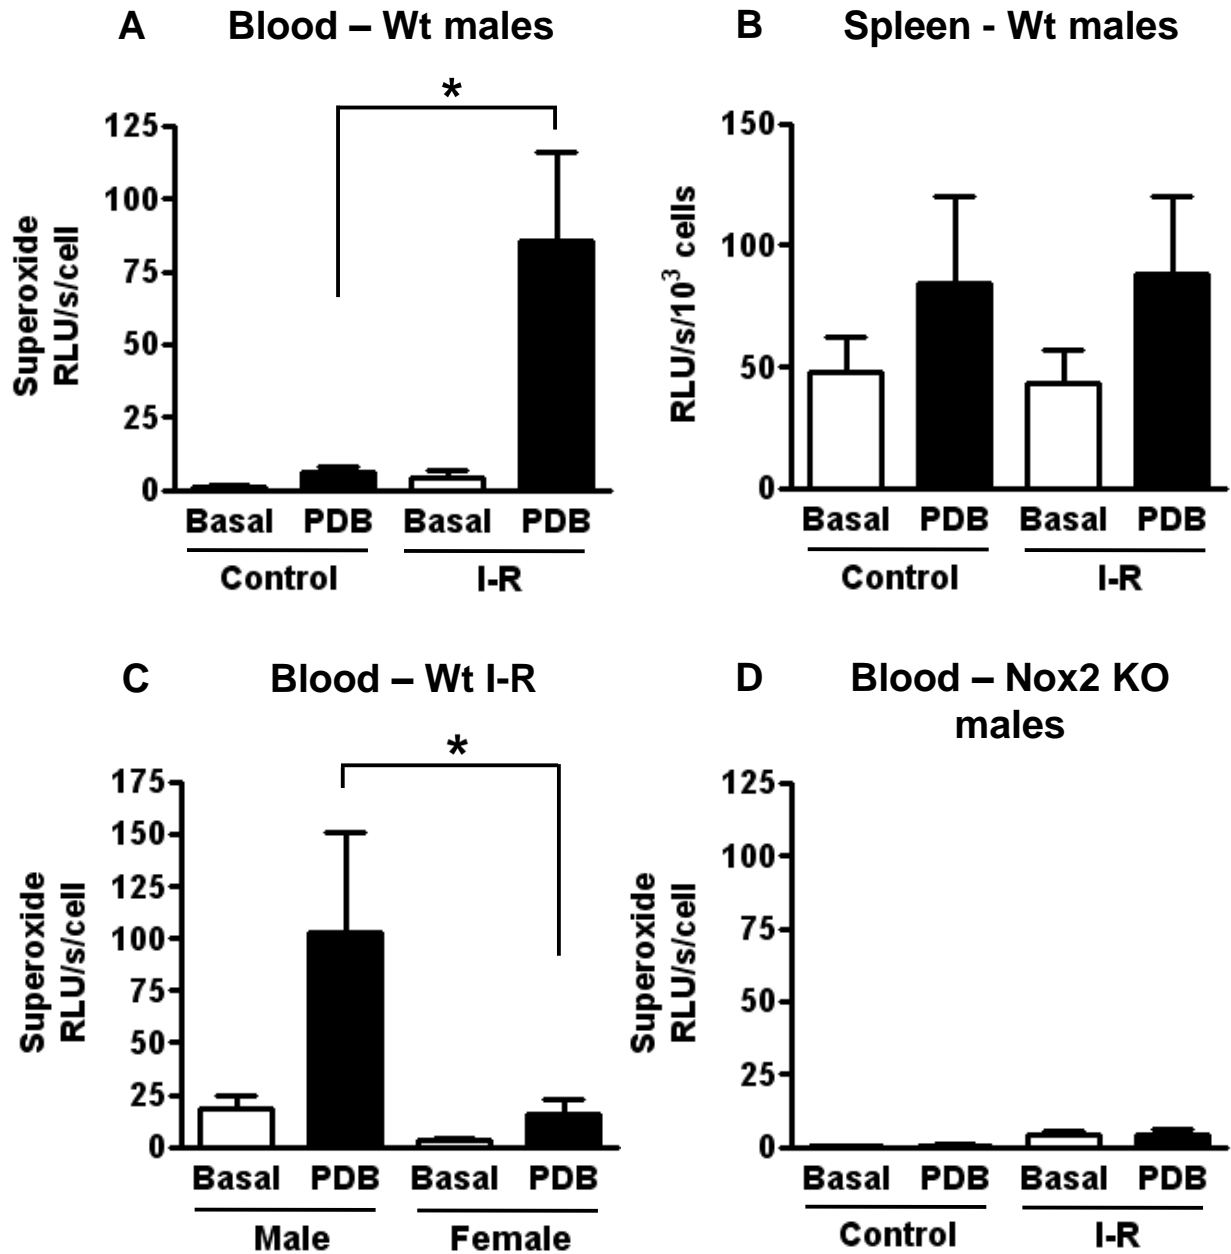 A Blood – Wt males
*
Superoxide
RLU/s/cell
125
100
75
50
25
0
Basal PDB Basal PDB
Control I-R
B Spleen - Wt males
RLU/s/10³ cells
150
100
50
0
Basal PDB Basal PDB
Control I-R
C Blood – Wt I-R
*
Superoxide
RLU/s/cell
175
150
125
100
75
50
25
0
Basal PDB Basal PDB
Male Female
D Blood – Nox2 KO
males
Superoxide
RLU/s/cell
125
100
75
50
25
0
Basal PDB Basal PDB
Control I-R